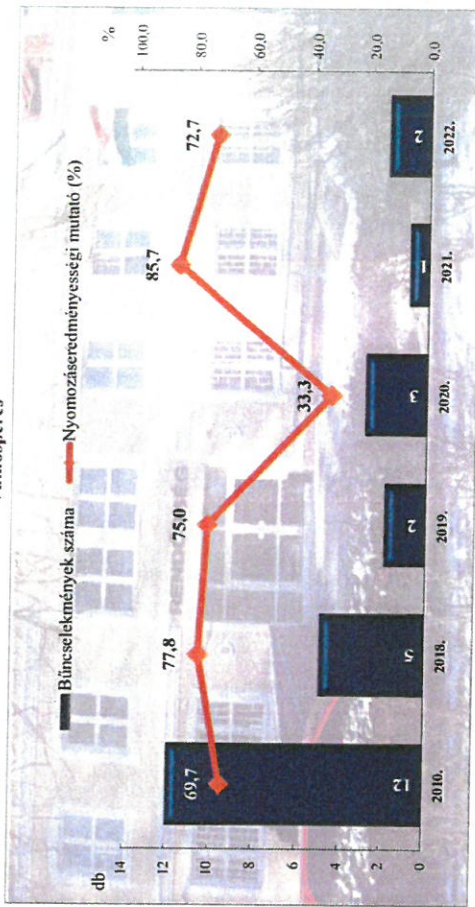 Bűncselekmények száma Nyomozáseredményességi mutató (%)
db %
14 100,0
12 80,0
10 60,0
8
6 40,0
4 20,0
2
0 0,0
69,7 77,8 75,0 33,3 85,7 72,7
12 5 2 3 1 2
2010. 2018. 2019. 2020. 2021. 2022.